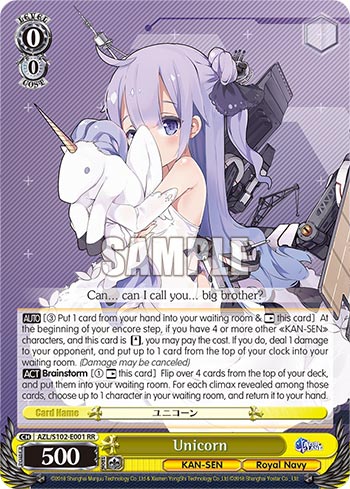 LEVEL
0
0
COST
SAMPLE
Can... can I call you... big brother?
AUTO [③ Put 1 card from your hand into your waiting room & this card] At
the beginning of your encore step, if you have 4 or more other «KAN-SEN»
characters, and this card is [ ], you may pay the cost. If you do, deal 1 damage
to your opponent, and put up to 1 card from the top of your clock into your
waiting room. (Damage may be canceled)
ACT Brainstorm [① this card] Flip over 4 cards from the top of your deck,
and put them into your waiting room. For each climax revealed among those
cards, choose up to 1 character in your waiting room, and return it to your hand.
Card Name ユニコーン
CH AZL/S102-E001 RR
Unicorn
500
KAN-SEN Royal Navy